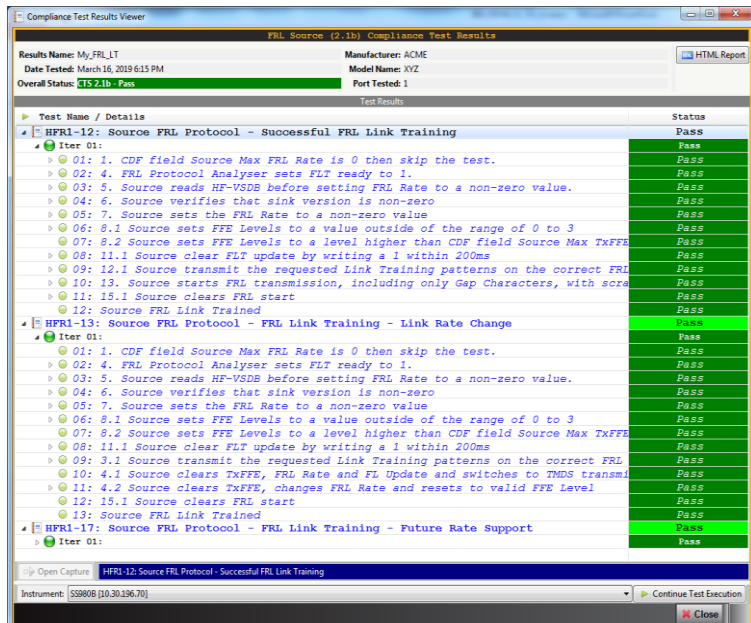 Compliance Test Results Viewer
FRL Source (2.1b) Compliance Test Results
Results Name: My_FRL_LT
Manufacturer: ACME
HTML Report
Date Tested: March 16, 2019 6:15 PM
Model Name: XYZ
Overall Status: CTS 2.1b - Pass
Port Tested: 1
Test Results
Test Name / Details
Status
HFR1-12: Source FRL Protocol - Successful FRL Link Training
Pass
Iter 01:
Pass
01: 1. CDF field Source Max FRL Rate is 0 then skip the test.
Pass
02: 4. FRL Protocol Analyser sets FLT ready to 1.
Pass
03: 5. Source reads HF-VSDB before setting FRL Rate to a non-zero value.
Pass
04: 6. Source verifies that sink version is non-zero
Pass
05: 7. Source sets the FRL Rate to a non-zero value
Pass
06: 8.1 Source sets FFE Levels to a value outside of the range of 0 to 3
Pass
07: 8.2 Source sets FFE Levels to a level higher than CDF field Source Max TxFFE
Pass
08: 11.1 Source clear FLT update by writing a 1 within 200ms
Pass
09: 12.1 Source transmit the requested Link Training patterns on the correct FRL
Pass
10: 13. Source starts FRL transmission, including only Gap Characters, with scra
Pass
11: 15.1 Source clears FRL start
Pass
12: Source FRL Link Trained
Pass
HFR1-13: Source FRL Protocol - FRL Link Training - Link Rate Change
Pass
Iter 01:
Pass
01: 1. CDF field Source Max FRL Rate is 0 then skip the test.
Pass
02: 4. FRL Protocol Analyser sets FLT ready to 1.
Pass
03: 5. Source reads HF-VSDB before setting FRL Rate to a non-zero value.
Pass
04: 6. Source verifies that sink version is non-zero
Pass
05: 7. Source sets the FRL Rate to a non-zero value
Pass
06: 8.1 Source sets FFE Levels to a value outside of the range of 0 to 3
Pass
07: 8.2 Source sets FFE Levels to a level higher than CDF field Source Max TxFFE
Pass
08: 11.1 Source clear FLT update by writing a 1 within 200ms
Pass
09: 3.1 Source transmit the requested Link Training patterns on the correct FRL
Pass
10: 4.1 Source clears TxFFE, FRL Rate and FL Update and switches to TMDS transmi
Pass
11: 4.2 Source clears TxFFE, changes FRL Rate and resets to valid FFE Level
Pass
12: 15.1 Source clears FRL start
Pass
13: Source FRL Link Trained
Pass
HFR1-17: Source FRL Protocol - FRL Link Training - Future Rate Support
Pass
Iter 01:
Pass
Open Capture
HFR1-12: Source FRL Protocol - Successful FRL Link Training
Instrument: SS980B [10.30.196.70]
Continue Test Execution
Close